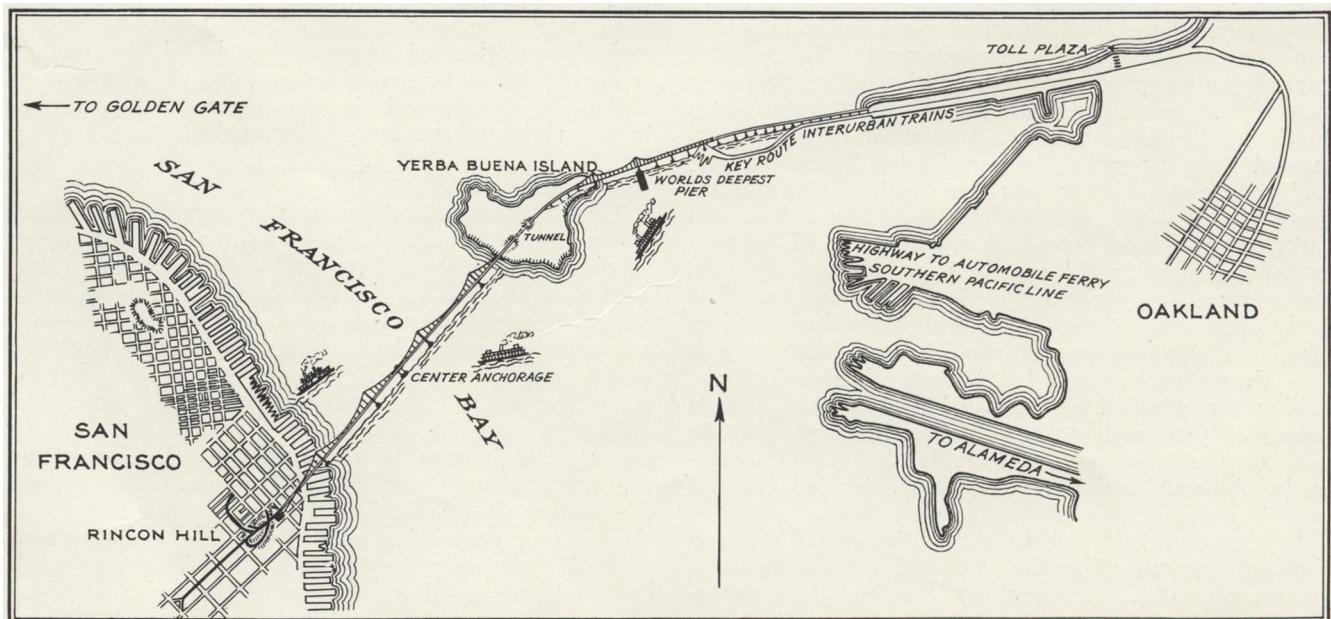 TOLL PLAZA
TO GOLDEN GATE
KEY ROUTE INTERURBAN TRAINS
SAN
FRANCISCO
BAY
YERBA BUENA ISLAND
WORLDS DEEPEST
PIER
TUNNEL
HIGHWAY TO AUTOMOBILE FERRY
SOUTHERN PACIFIC LINE
OAKLAND
CENTER ANCHORAGE
N
SAN
FRANCISCO
TO ALAMEDA
RINCON HILL